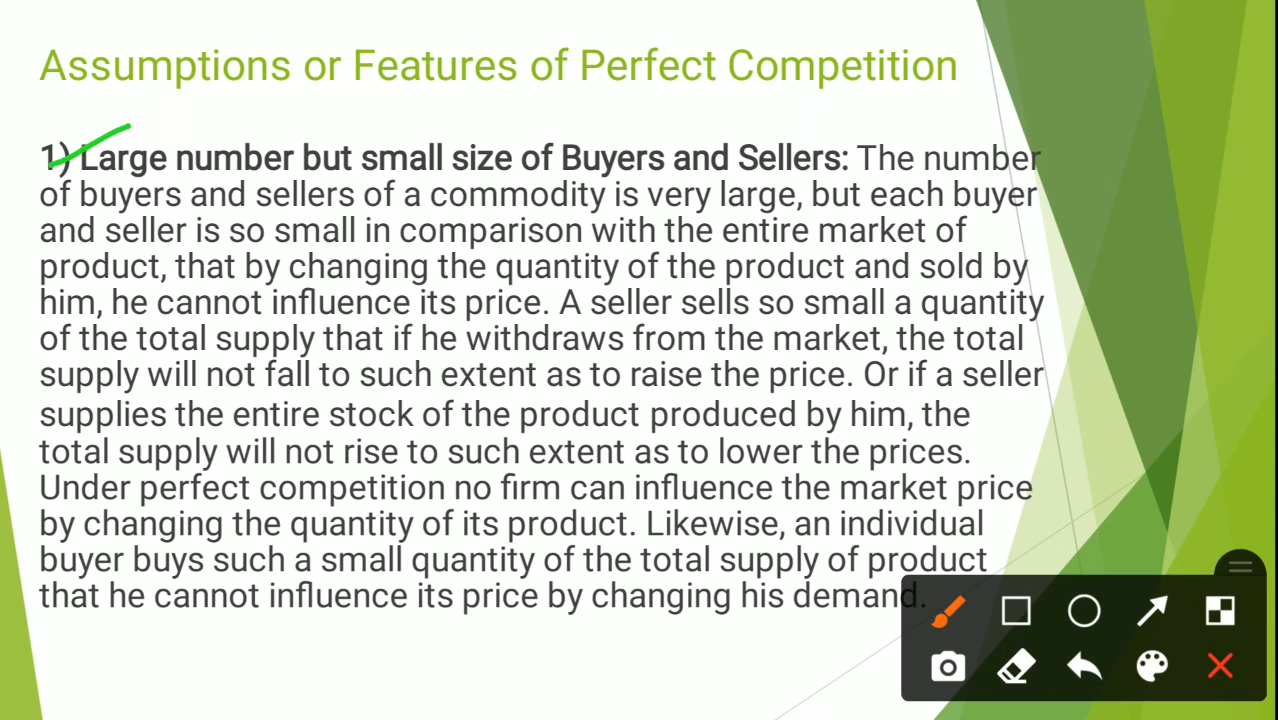 Assumptions or Features of Perfect Competition
1) Large number but small size of Buyers and Sellers: The number
of buyers and sellers of a commodity is very large, but each buyer
and seller is so small in comparison with the entire market of
product, that by changing the quantity of the product and sold by
him, he cannot influence its price. A seller sells so small a quantity
of the total supply that if he withdraws from the market, the total
supply will not fall to such extent as to raise the price. Or if a seller
supplies the entire stock of the product produced by him, the
total supply will not rise to such extent as to lower the prices.
Under perfect competition no firm can influence the market price
by changing the quantity of its product. Likewise, an individual
buyer buys such a small quantity of the total supply of product
that he cannot influence its price by changing his demand.